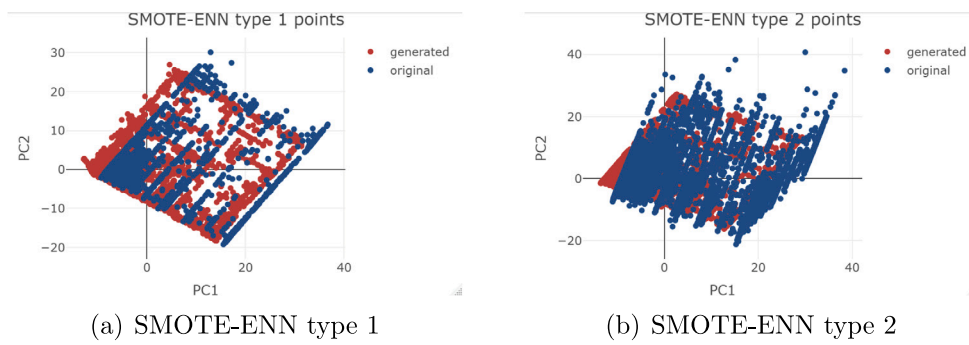 SMOTE-ENN type 1 points
generated
original
30
20
10
0
−10
−20
PC2
0
20
40
PC1
(a) SMOTE-ENN type 1
SMOTE-ENN type 2 points
generated
original
40
20
0
−20
PC2
0
20
40
PC1
(b) SMOTE-ENN type 2